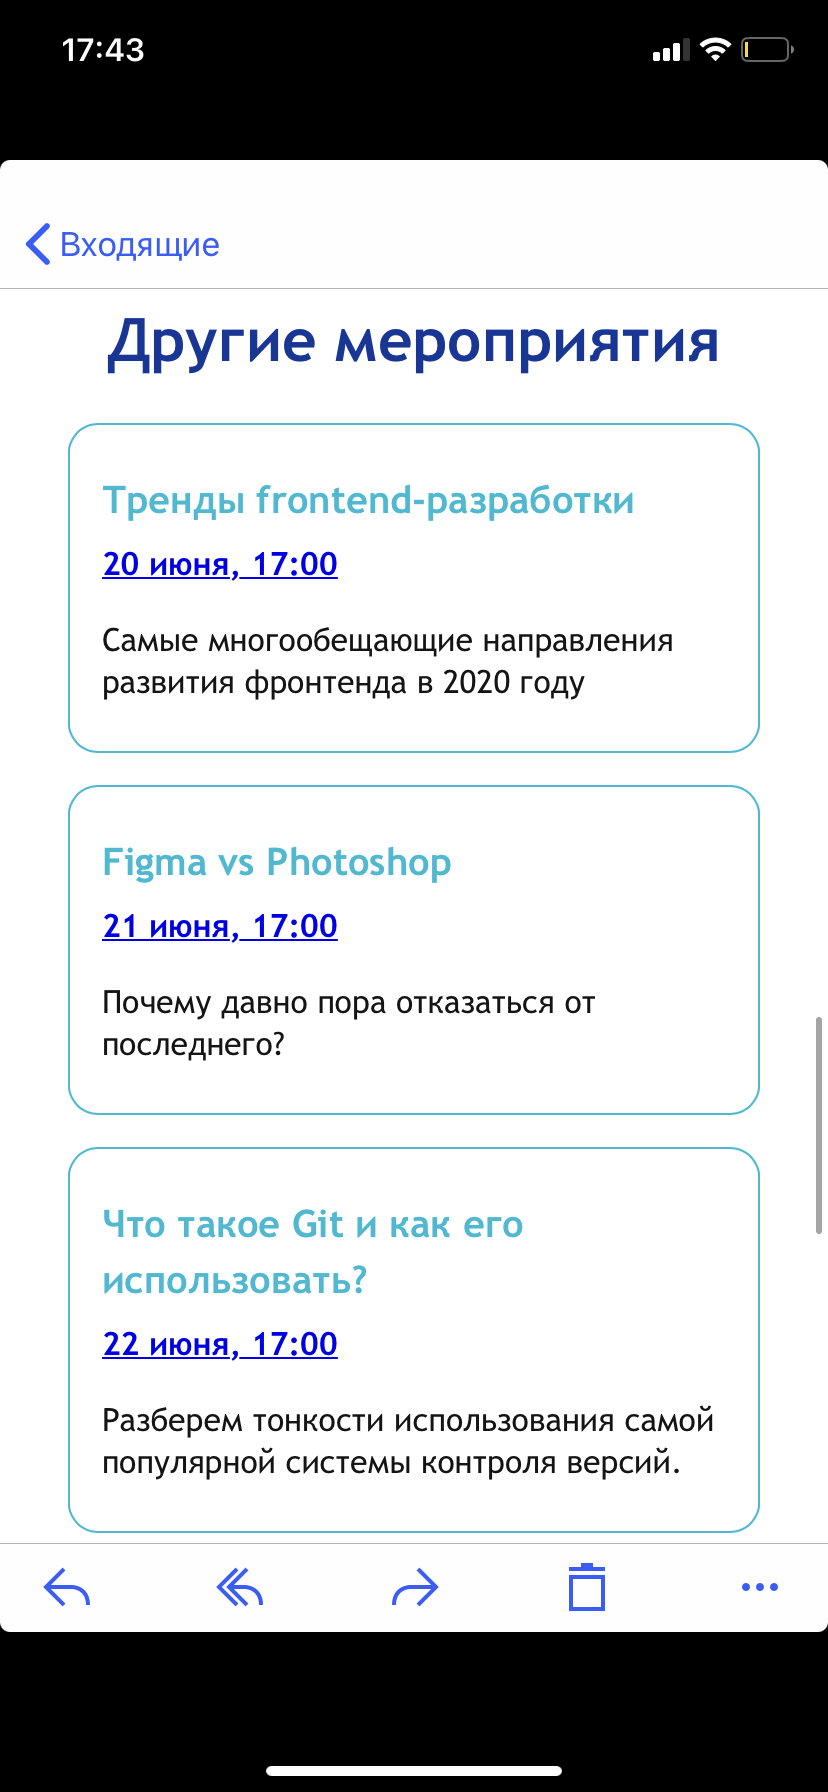 17:43
Входящие
Другие мероприятия
Тренды frontend-разработки
20 июня, 17:00
Самые многообещающие направления
развития фронтенда в 2020 году
Figma vs Photoshop
21 июня, 17:00
Почему давно пора отказаться от
последнего?
Что такое Git и как его
использовать?
22 июня, 17:00
Разберем тонкости использования самой
популярной системы контроля версий.